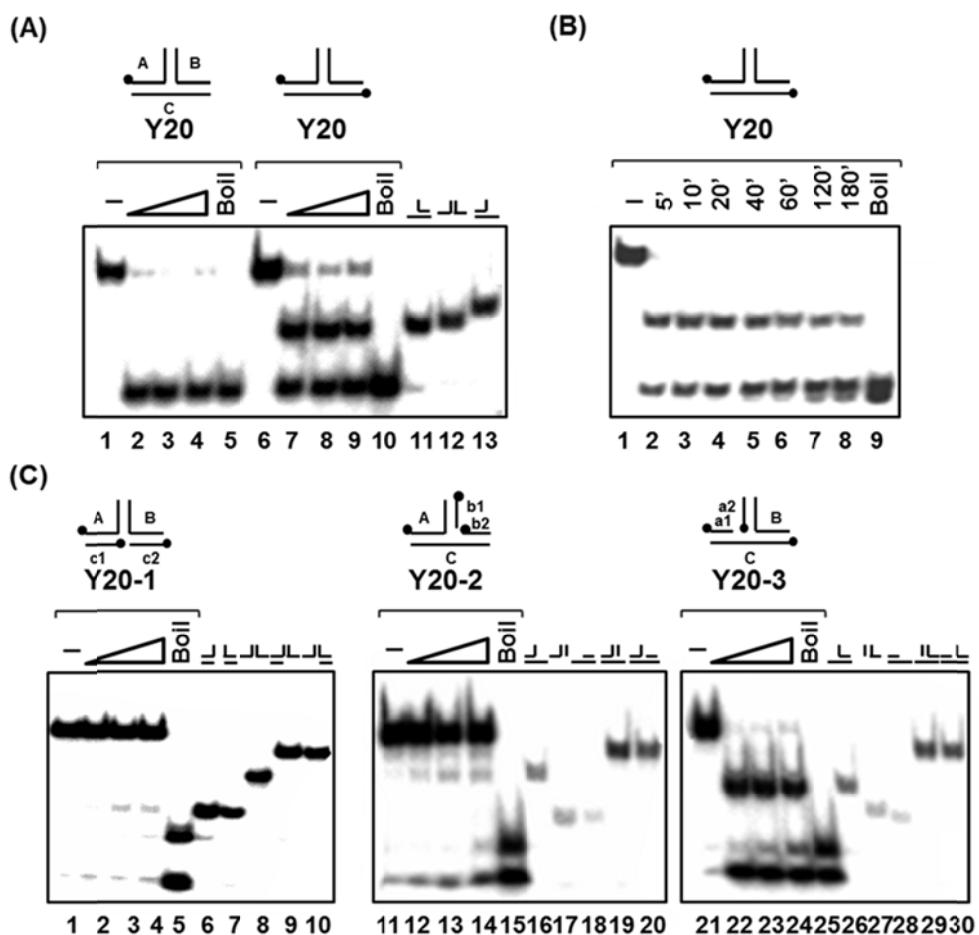 (A)
A B
C
Y20 Y20
– Boil – Boil
1 2 3 4 5 6 7 8 9 10 11 12 13
(B)
Y20
– 5' 10' 20' 40' 60' 120' 180' Boil
1 2 3 4 5 6 7 8 9
(C)
A B
c1 c2
Y20-1
– Boil
1 2 3 4 5 6 7 8 9 10
b1
A b2
C
Y20-2
– Boil
11 12 13 14 15 16 17 18 19 20
a2
a1 B
C
Y20-3
– Boil
21 22 23 24 25 26 27 28 29 30